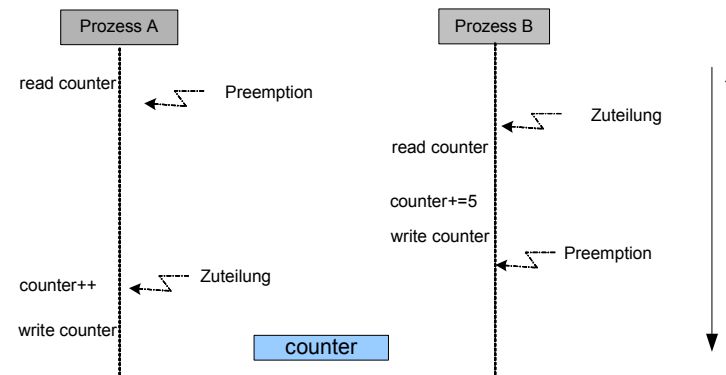 Prozess A
Prozess B
read counter
Preemption
Zuteilung
read counter
counter+=5
write counter
Preemption
Zuteilung
counter++
write counter
counter